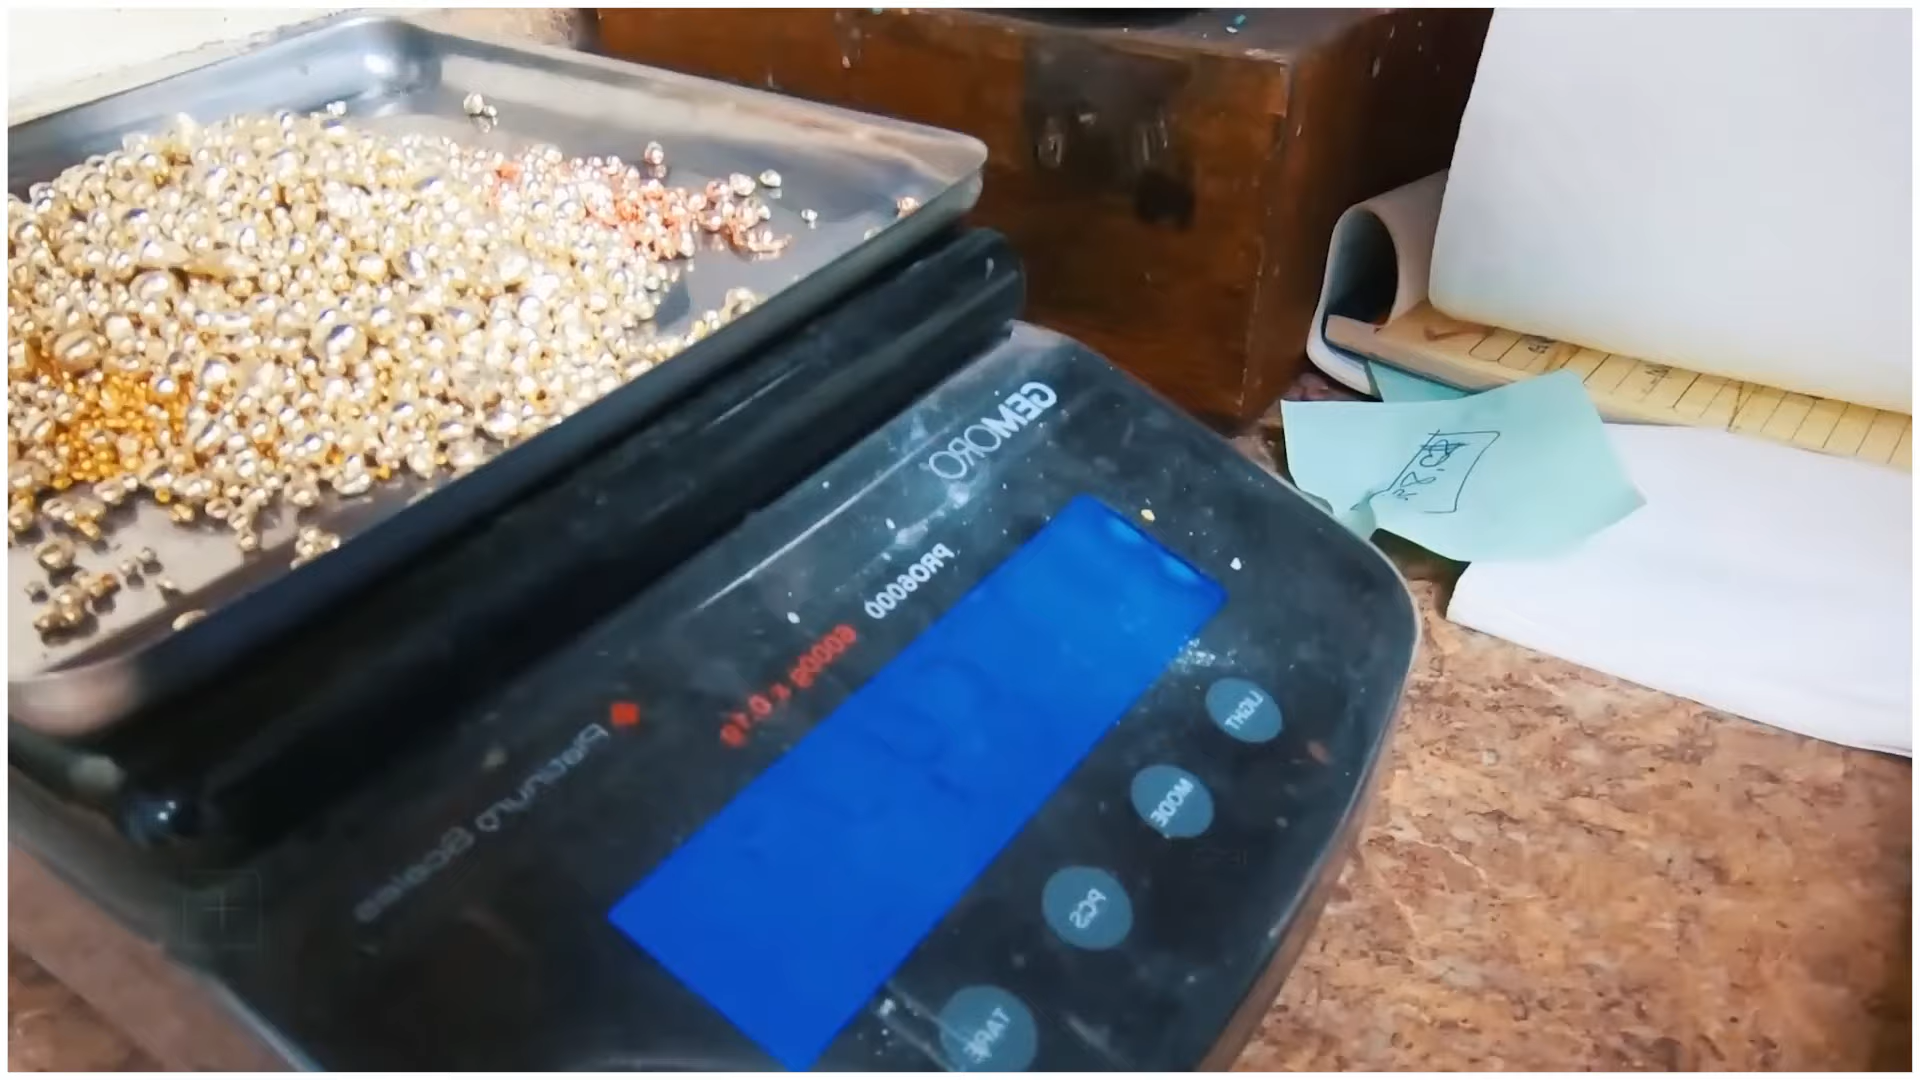 GEMORO
PRO6000
6000g x 0.1g
Platinum Scales
LIGHT
MODE
PCS
TARE